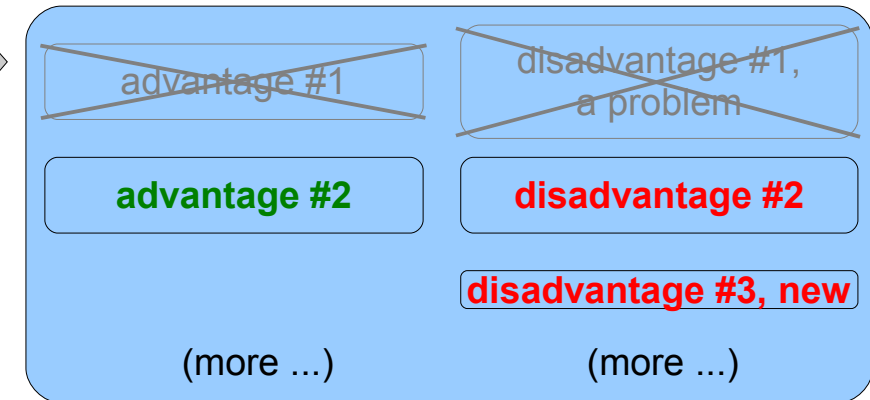 advantage #1
disadvantage #1,
a problem
advantage #2
disadvantage #2
disadvantage #3, new
(more ...)
(more ...)